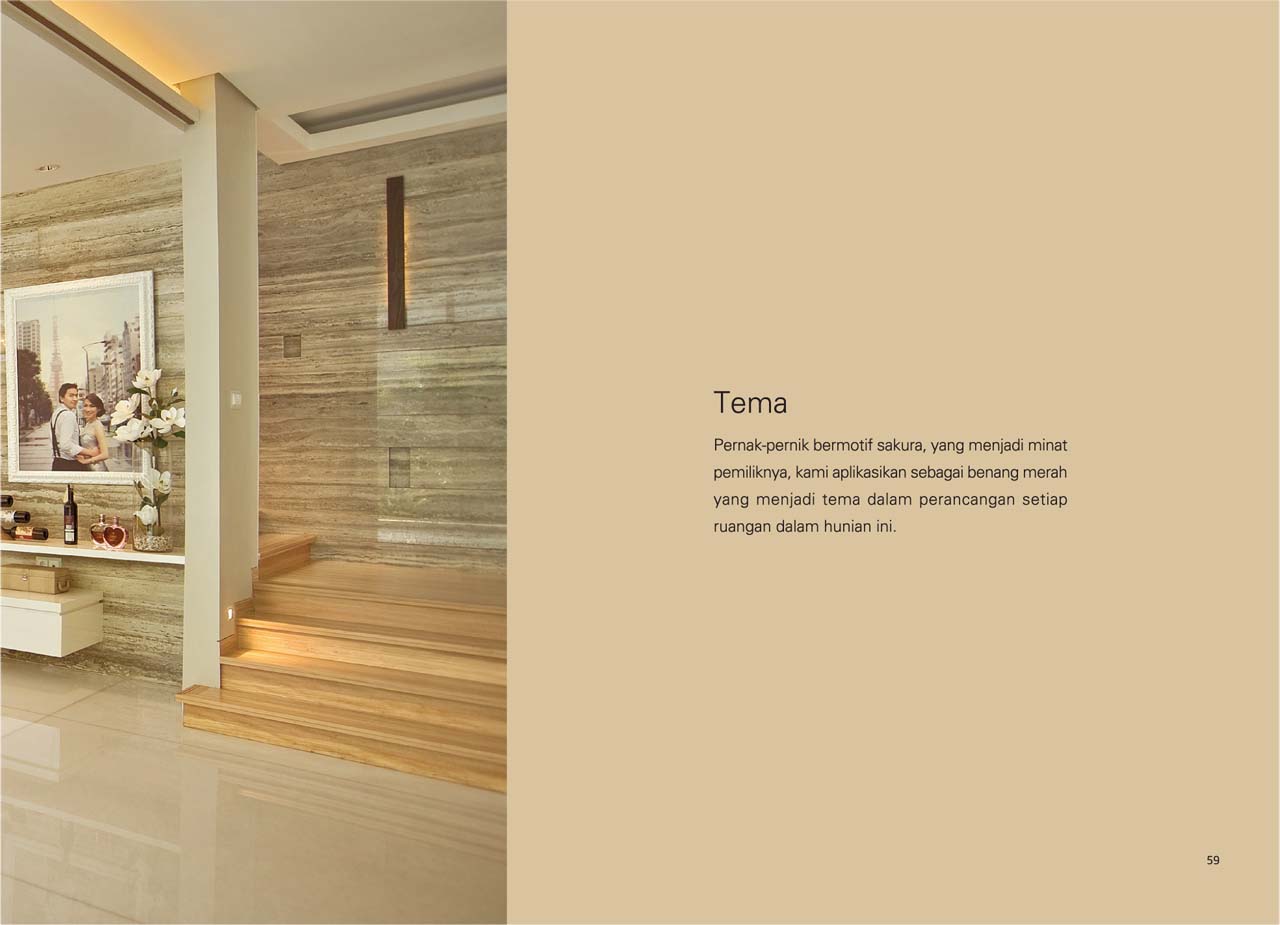 Tema
Pernak-pernik bermotif sakura, yang menjadi minat
pemiliknya, kami aplikasikan sebagai benang merah
yang menjadi tema dalam perancangan setiap
ruangan dalam hunian ini.
59